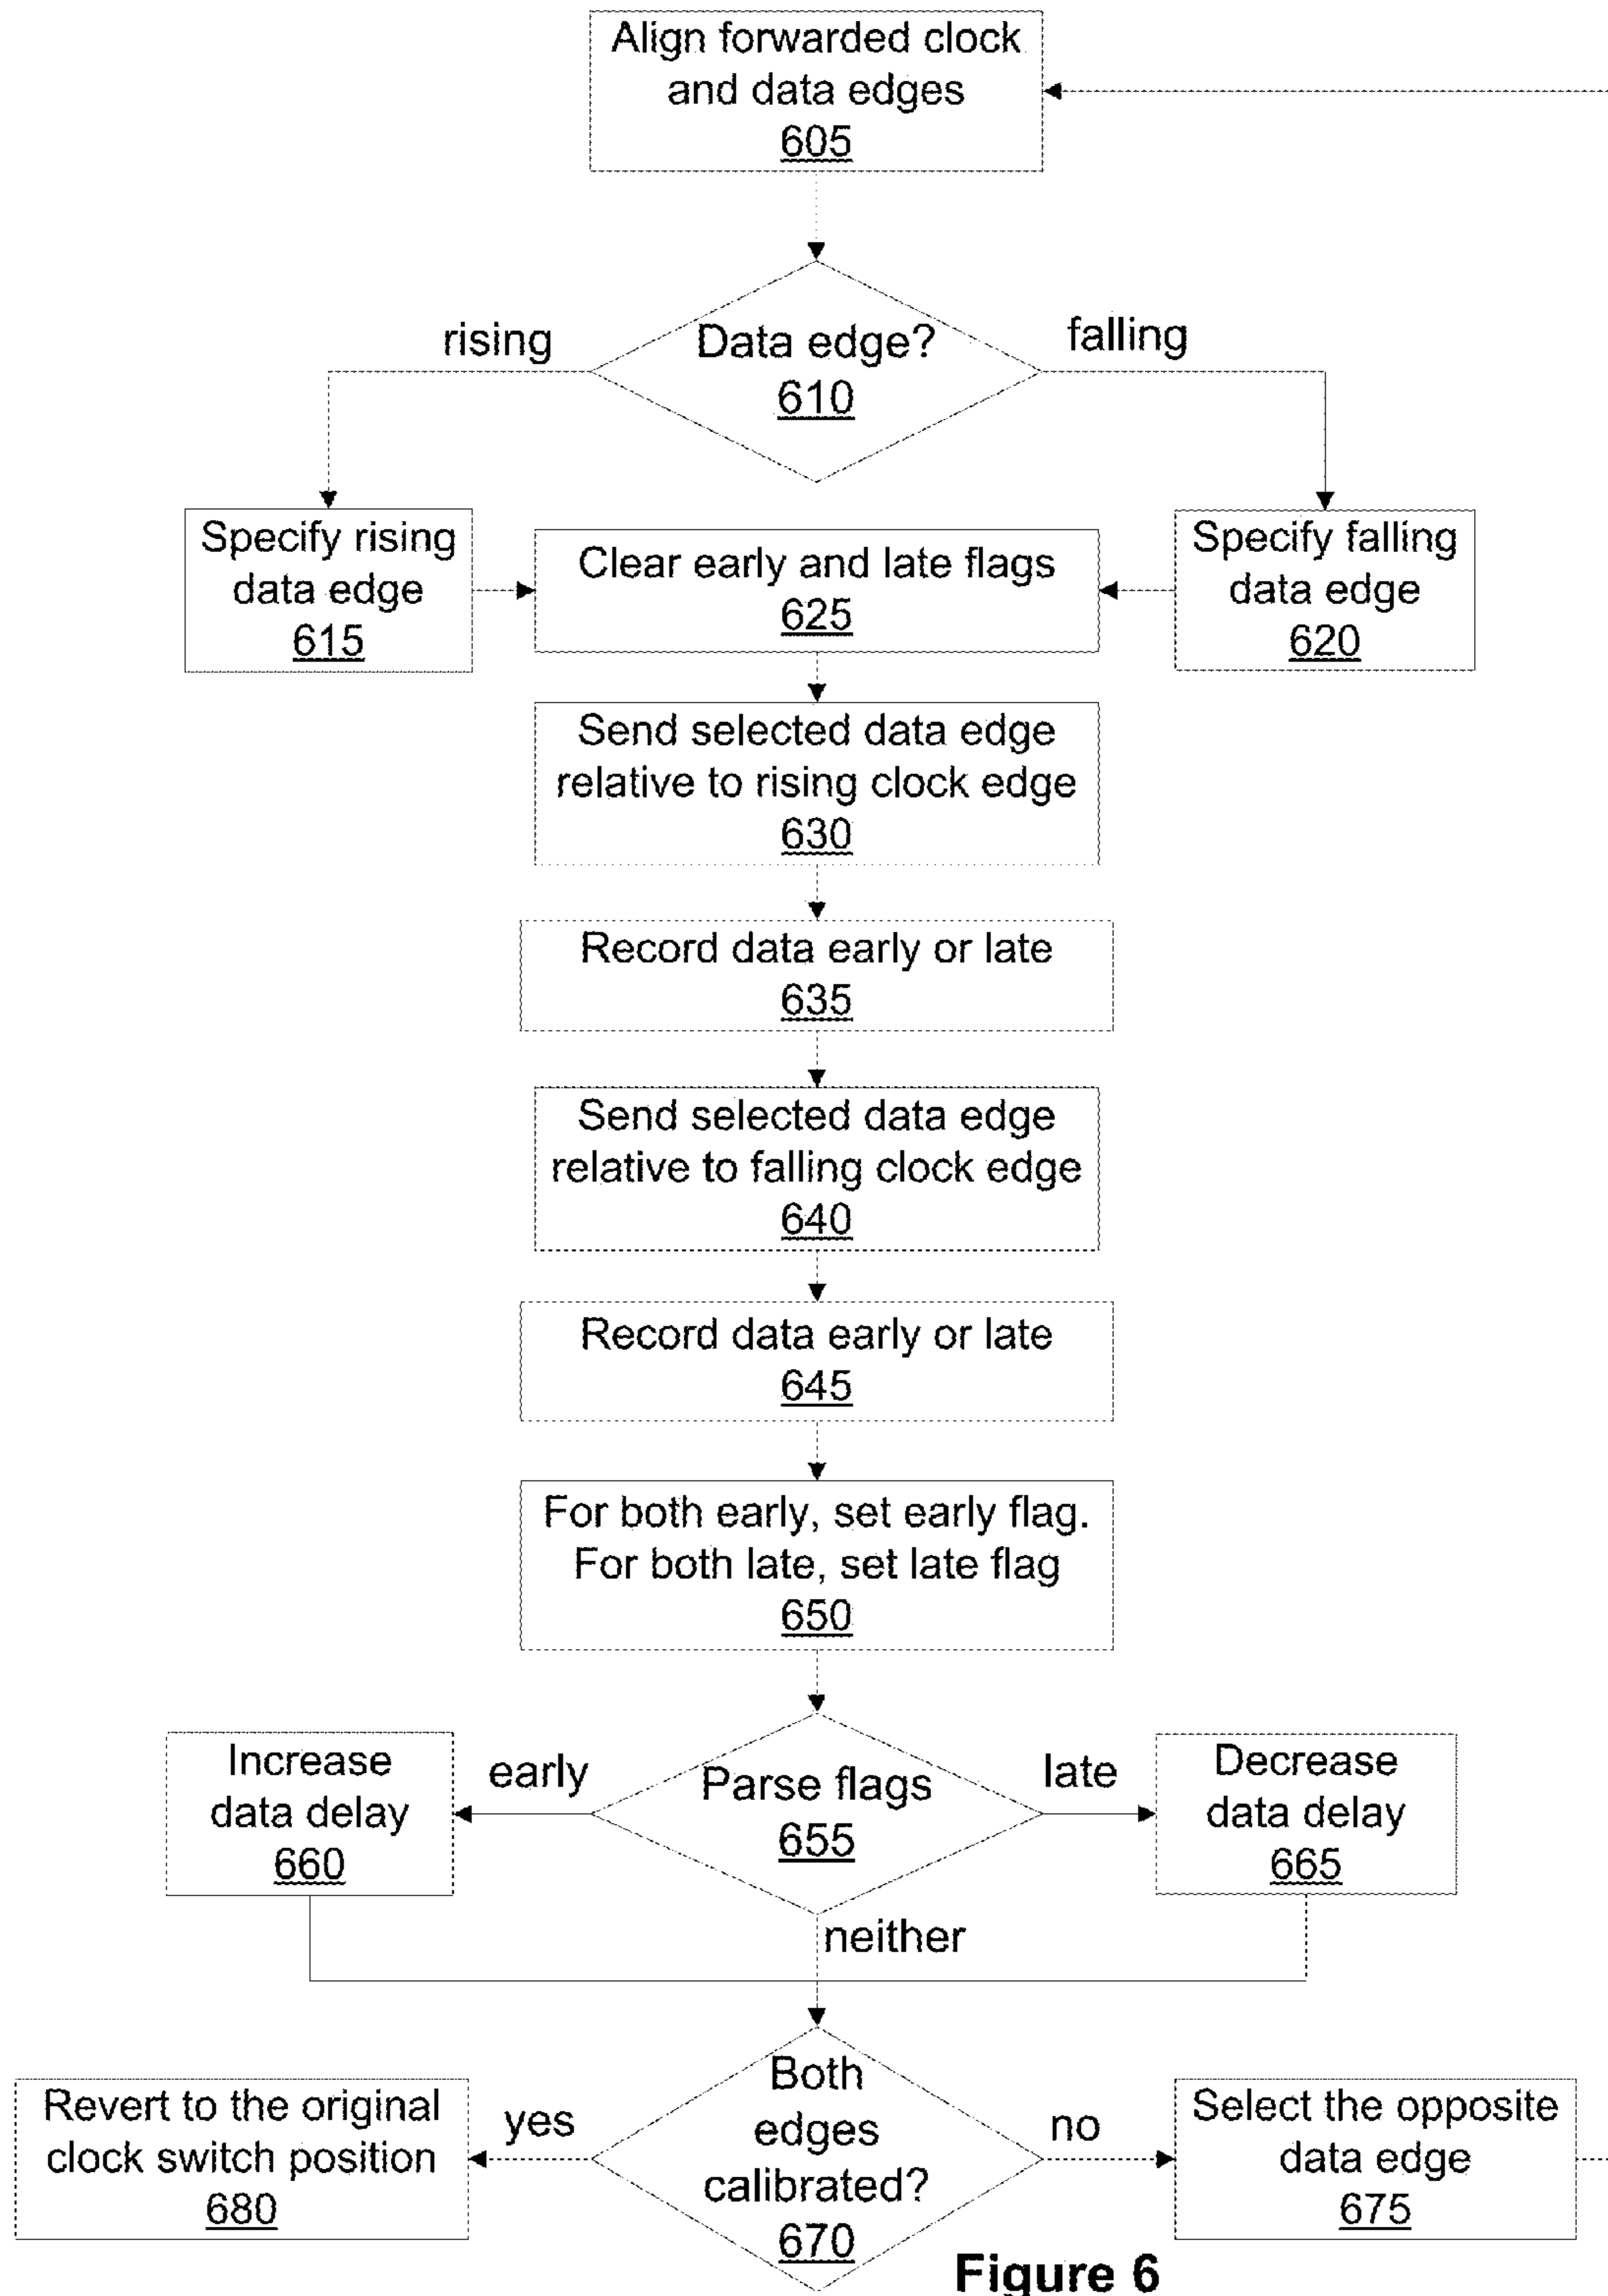 Align forwarded clock
and data edges
605
rising
Data edge?
610
falling
Specify rising
data edge
615
Clear early and late flags
625
Specify falling
data edge
620
Send selected data edge
relative to rising clock edge
630
Record data early or late
635
Send selected data edge
relative to falling clock edge
640
Record data early or late
645
For both early, set early flag.
For both late, set late flag
650
Increase
data delay
660
early
Parse flags
655
late
Decrease
data delay
665
neither
Revert to the original
clock switch position
680
yes
Both
edges
calibrated?
670
no
Select the opposite
data edge
675
Figure 6